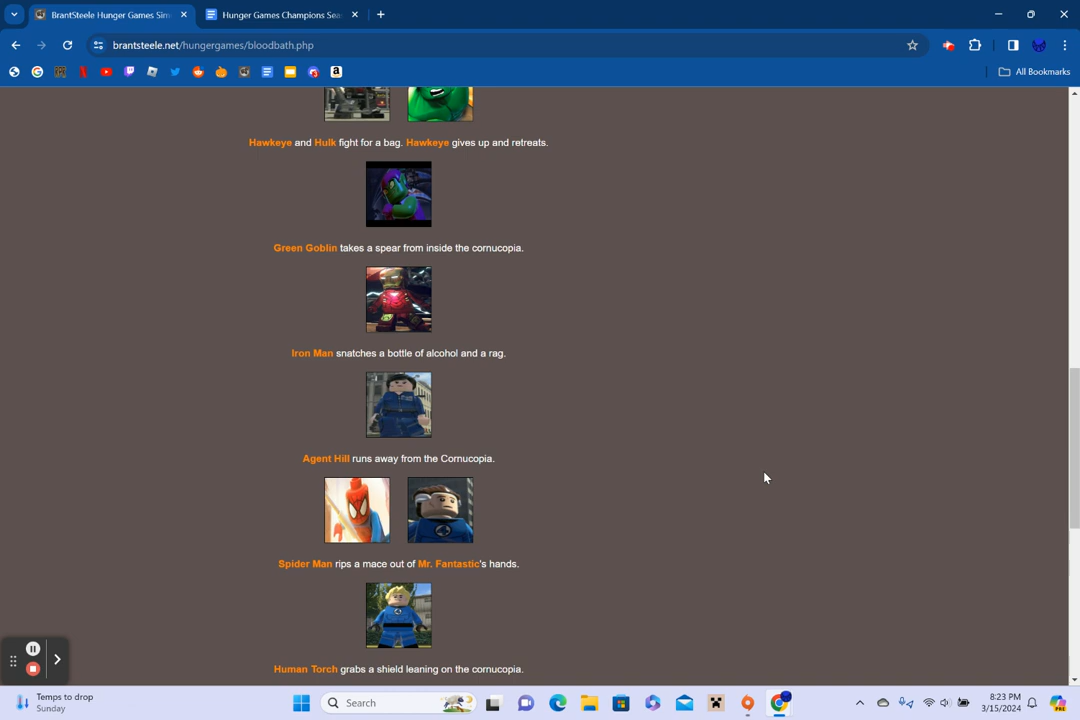 BrantSteele Hunger Games Sim
Hunger Games Champions Sea
brantsteele.net/hungergames/bloodbath.php
All Bookmarks
Hawkeye and Hulk fight for a bag. Hawkeye gives up and retreats.
Green Goblin takes a spear from inside the cornucopia.
Iron Man snatches a bottle of alcohol and a rag.
Agent Hill runs away from the Cornucopia.
Spider Man rips a mace out of Mr. Fantastic's hands.
Human Torch grabs a shield leaning on the cornucopia.
Temps to drop
Sunday
Search
8:23 PM
3/15/2024
PRE